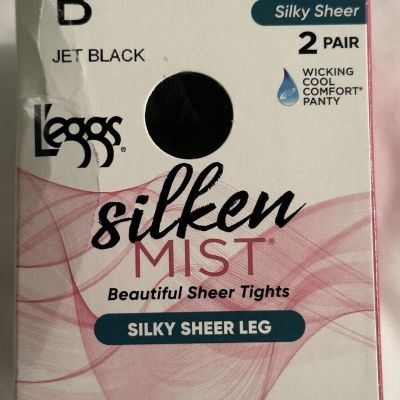 B
Silky Sheer
JET BLACK
2 PAIR
WICKING
COOL
COMFORT®
PANTY
L'eggs®
silken
MIST®
Beautiful Sheer Tights
SILKY SHEER LEG